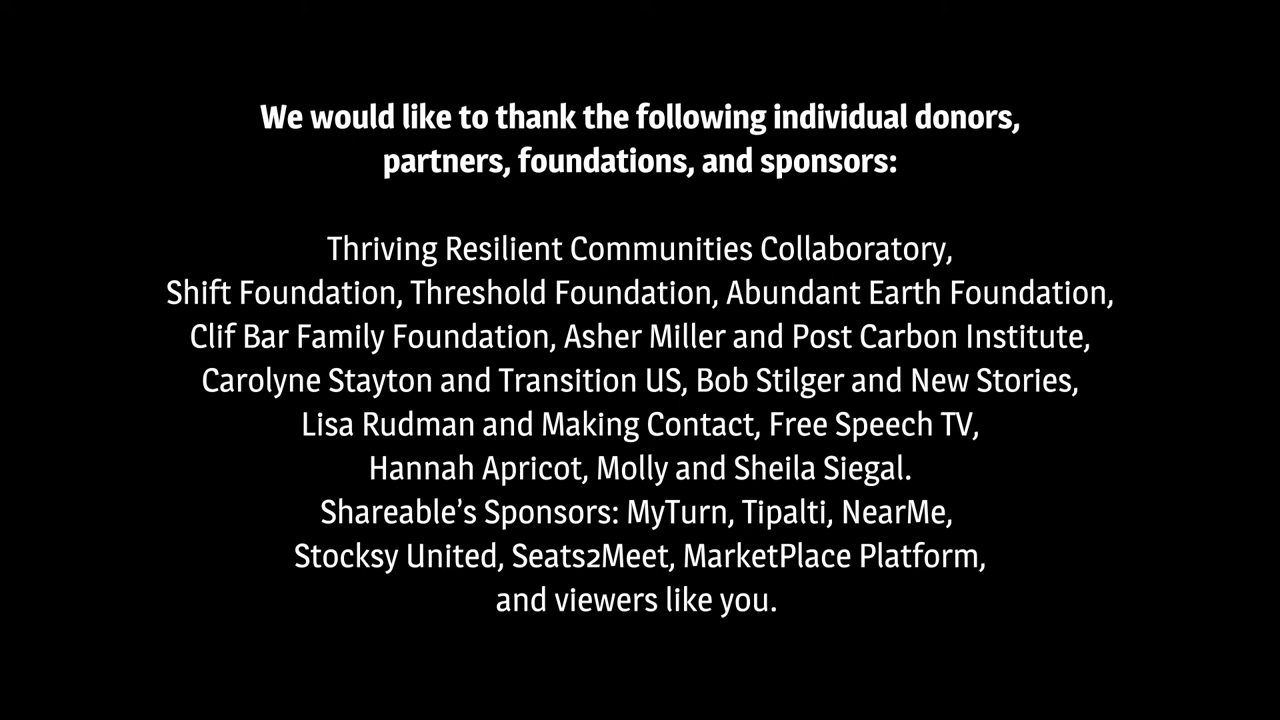 We would like to thank the following individual donors,
partners, foundations, and sponsors:
Thriving Resilient Communities Collaboratory,
Shift Foundation, Threshold Foundation, Abundant Earth Foundation,
Clif Bar Family Foundation, Asher Miller and Post Carbon Institute,
Carolyne Stayton and Transition US, Bob Stilger and New Stories,
Lisa Rudman and Making Contact, Free Speech TV,
Hannah Apricot, Molly and Sheila Siegal.
Shareable’s Sponsors: MyTurn, Tipalti, NearMe,
Stocksy United, Seats2Meet, MarketPlace Platform,
and viewers like you.